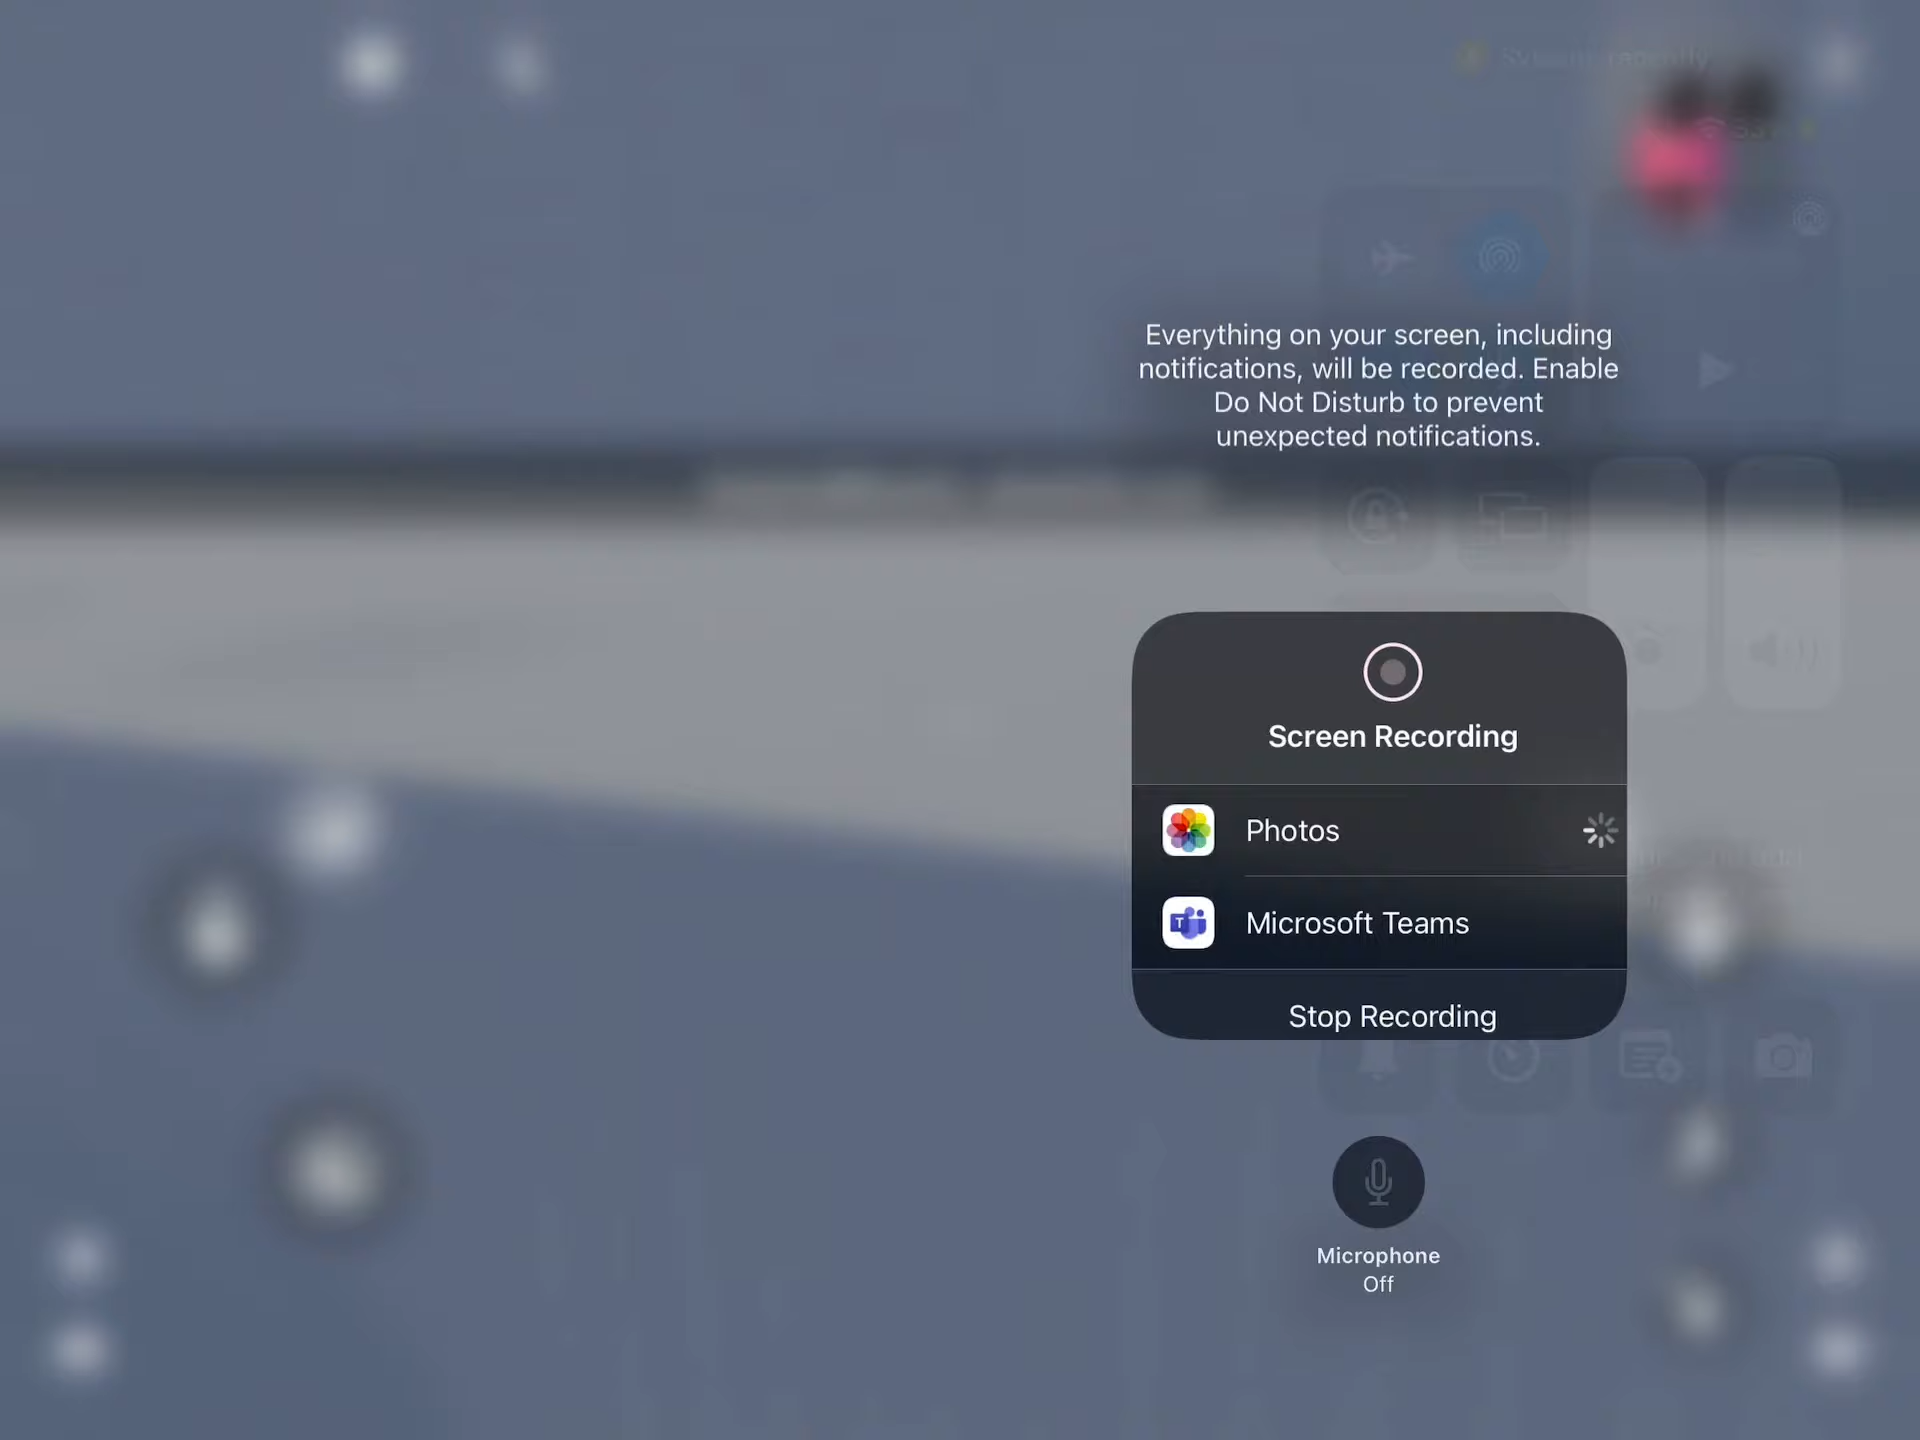 Everything on your screen, including
notifications, will be recorded. Enable
Do Not Disturb to prevent
unexpected notifications.
Screen Recording
Photos
Microsoft Teams
Stop Recording
Microphone
Off